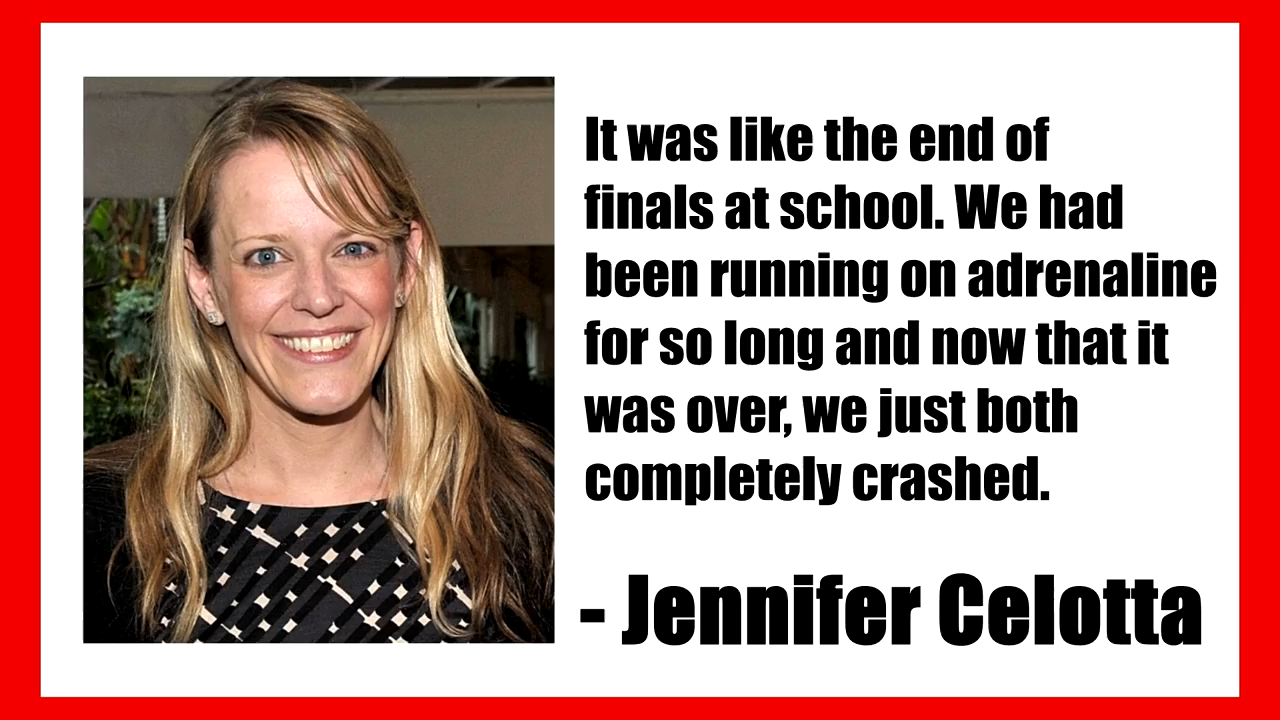 It was like the end of
finals at school. We had
been running on adrenaline
for so long and now that it
was over, we just both
completely crashed.
- Jennifer Celotta